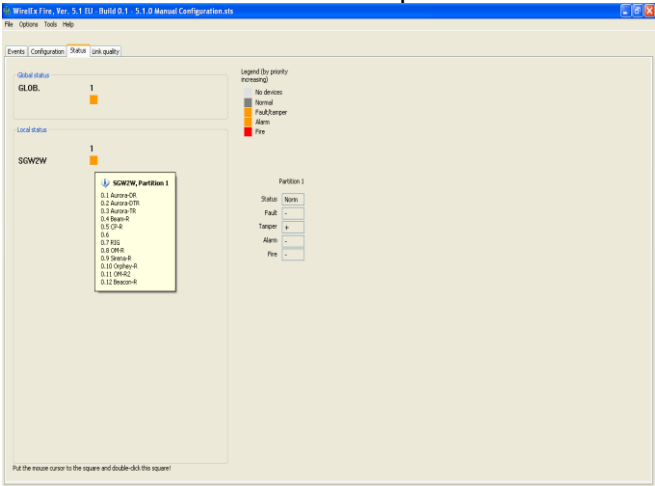 WirelEx Fire, Ver. 5.1 EU - Build 0.1 - 5.1.0 Manual Configuration.sts
File Options Tools Help
Events Configuration Status Link quality
Global status
GLOB. 1
Local status
1
SGW2W
SGW2W, Partition 1
0.1 Aurora-DR
0.2 Aurora-DTR
0.3 Aurora-TR
0.4 Beam-R
0.5 CP-R
0.6
0.7 RIG
0.8 OM-R
0.9 Sirena-R
0.10 Orphey-R
0.11 OM-R2
0.12 Beacon-R
Legend (by priority
increasing)
No devices
Normal
Fault/tamper
Alarm
Fire
Partition 1
Status Norm
Fault -
Tamper +
Alarm -
Fire -
Put the mouse cursor to the square and double-click this square!